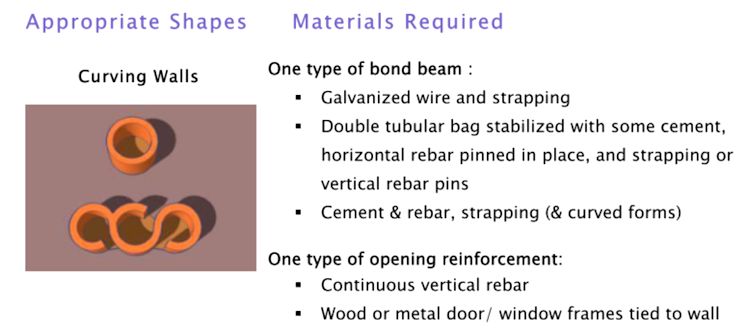 Appropriate Shapes
Materials Required
Curving Walls
One type of bond beam :
▪ Galvanized wire and strapping
▪ Double tubular bag stabilized with some cement,
horizontal rebar pinned in place, and strapping or
vertical rebar pins
▪ Cement & rebar, strapping (& curved forms)
One type of opening reinforcement:
▪ Continuous vertical rebar
▪ Wood or metal door/ window frames tied to wall